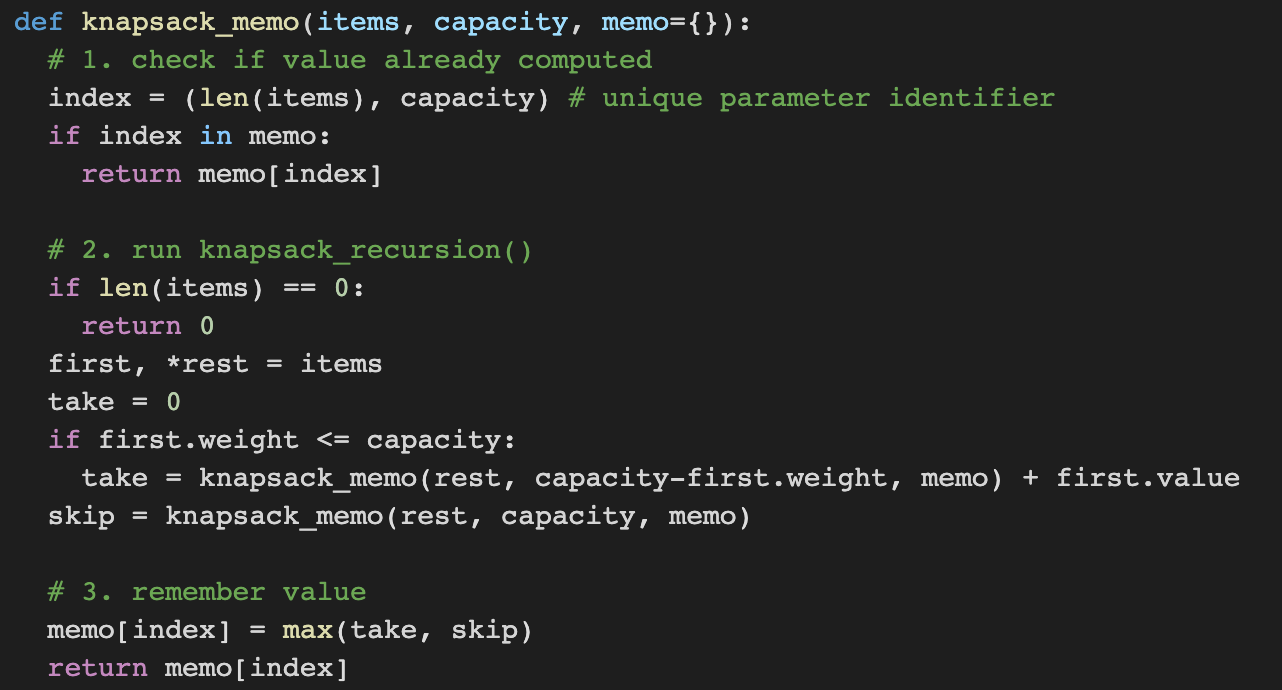 def knapsack_memo(items, capacity, memo={}):
  # 1. check if value already computed
  index = (len(items), capacity) # unique parameter identifier
  if index in memo:
    return memo[index]

  # 2. run knapsack_recursion()
  if len(items) == 0:
    return 0
  first, *rest = items
  take = 0
  if first.weight <= capacity:
    take = knapsack_memo(rest, capacity-first.weight, memo) + first.value
  skip = knapsack_memo(rest, capacity, memo)

  # 3. remember value
  memo[index] = max(take, skip)
  return memo[index]